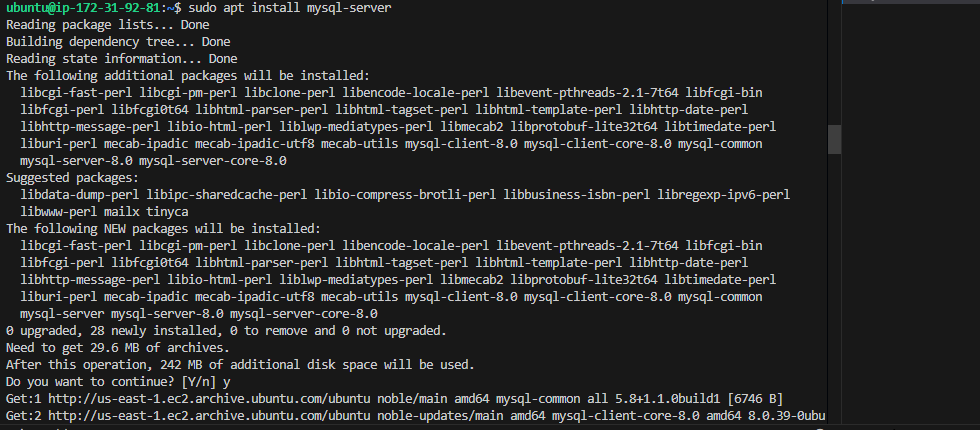 ubuntu@ip-172-31-92-81:~$ sudo apt install mysql-server
Reading package lists... Done
Building dependency tree... Done
Reading state information... Done
The following additional packages will be installed:
  libcgi-fast-perl libcgi-pm-perl libclone-perl libencode-locale-perl libevent-pthreads-2.1-7t64 libfcgi-bin
  libfcgi-perl libfcgi0t64 libhtml-parser-perl libhtml-tagset-perl libhtml-template-perl libhttp-date-perl
  libhttp-message-perl libio-html-perl liblwp-mediatypes-perl libmecab2 libprotobuf-lite32t64 libtimedate-perl
  liburi-perl mecab-ipadic mecab-ipadic-utf8 mecab-utils mysql-client-8.0 mysql-client-core-8.0 mysql-common
  mysql-server-8.0 mysql-server-core-8.0
Suggested packages:
  libdata-dump-perl libipc-sharedcache-perl libio-compress-brotli-perl libbusiness-isbn-perl libregexp-ipv6-perl
  libwww-perl mailx tinyca
The following NEW packages will be installed:
  libcgi-fast-perl libcgi-pm-perl libclone-perl libencode-locale-perl libevent-pthreads-2.1-7t64 libfcgi-bin
  libfcgi-perl libfcgi0t64 libhtml-parser-perl libhtml-tagset-perl libhtml-template-perl libhttp-date-perl
  libhttp-message-perl libio-html-perl liblwp-mediatypes-perl libmecab2 libprotobuf-lite32t64 libtimedate-perl
  liburi-perl mecab-ipadic mecab-ipadic-utf8 mecab-utils mysql-client-8.0 mysql-client-core-8.0 mysql-common
  mysql-server mysql-server-8.0 mysql-server-core-8.0
0 upgraded, 28 newly installed, 0 to remove and 0 not upgraded.
Need to get 29.6 MB of archives.
After this operation, 242 MB of additional disk space will be used.
Do you want to continue? [Y/n] y
Get:1 http://us-east-1.ec2.archive.ubuntu.com/ubuntu noble/main amd64 mysql-common all 5.8+1.1.0build1 [6746 B]
Get:2 http://us-east-1.ec2.archive.ubuntu.com/ubuntu noble-updates/main amd64 mysql-client-core-8.0 amd64 8.0.39-0ubu